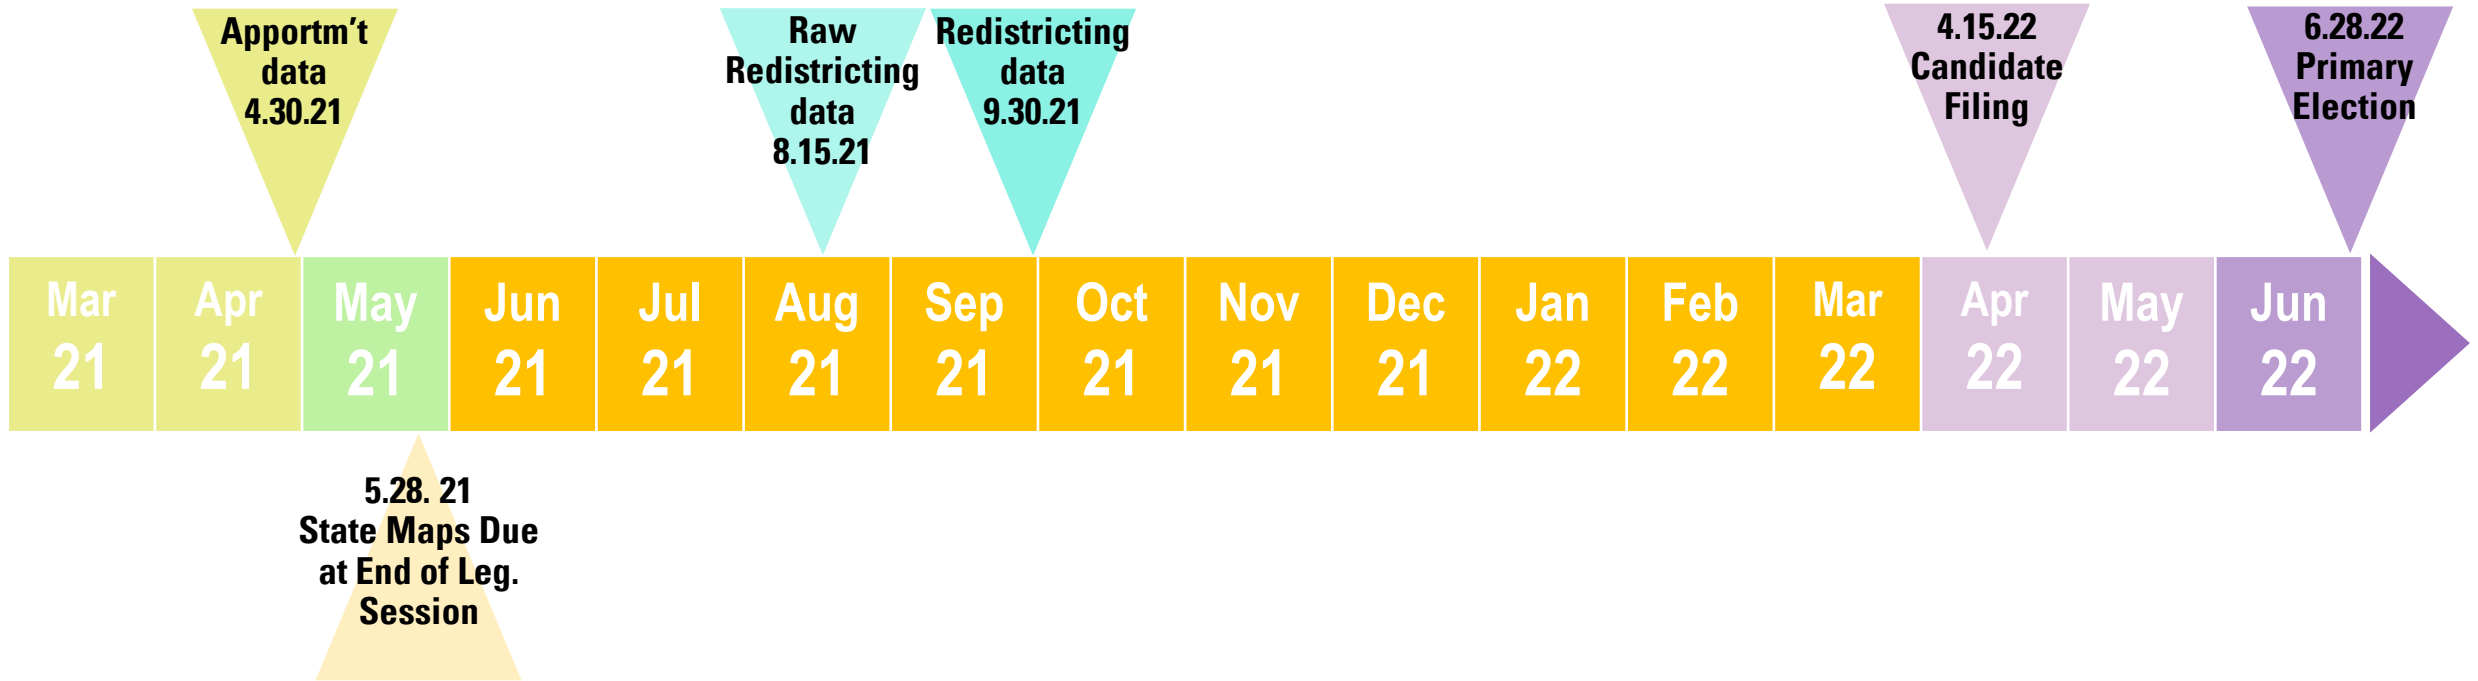 Apportm't
data
4.30.21
Raw
Redistricting
data
8.15.21
Redistricting
data
9.30.21
4.15.22
Candidate
Filing
6.28.22
Primary
Election
Mar
21
Apr
21
May
21
Jun
21
Jul
21
Aug
21
Sep
21
Oct
21
Nov
21
Dec
21
Jan
22
Feb
22
Mar
22
Apr
22
May
22
Jun
22
5.28. 21
State Maps Due
at End of Leg.
Session